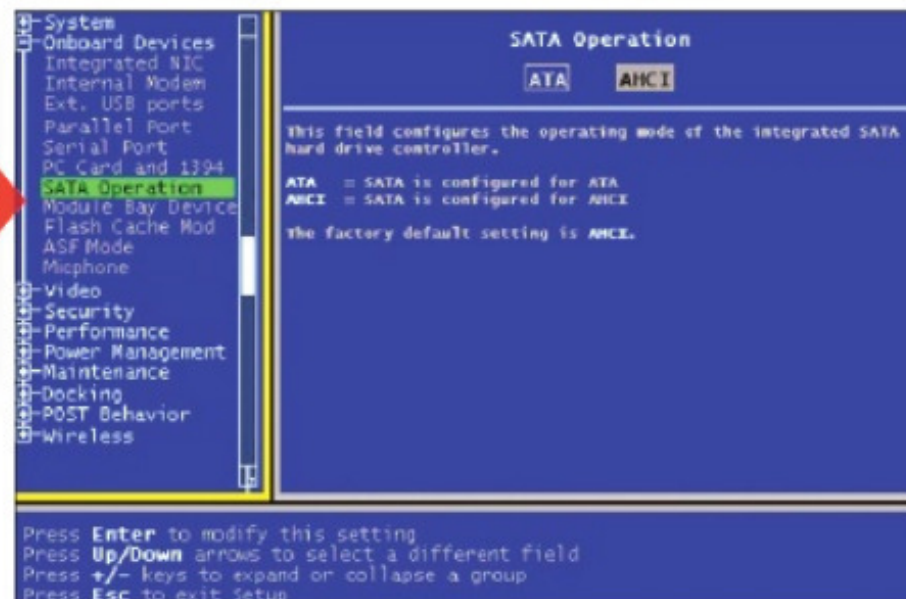 System
Onboard Devices
Integrated NIC
Internal Modem
Ext. USB ports
Parallel Port
Serial Port
PC Card and 1394
SATA Operation
Module Bay Device
Flash Cache Mod
ASF Mode
Micphone
Video
Security
Performance
Power Management
Maintenance
Docking
POST Behavior
Wireless
SATA Operation
ATA AHCI
This field configures the operating mode of the integrated SATA
hard drive controller.
ATA = SATA is configured for ATA
AHCI = SATA is configured for AHCI
The factory default setting is AHCI.
Press Enter to modify this setting
Press Up/Down arrows to select a different field
Press +/- keys to expand or collapse a group
Press Esc to exit Setup